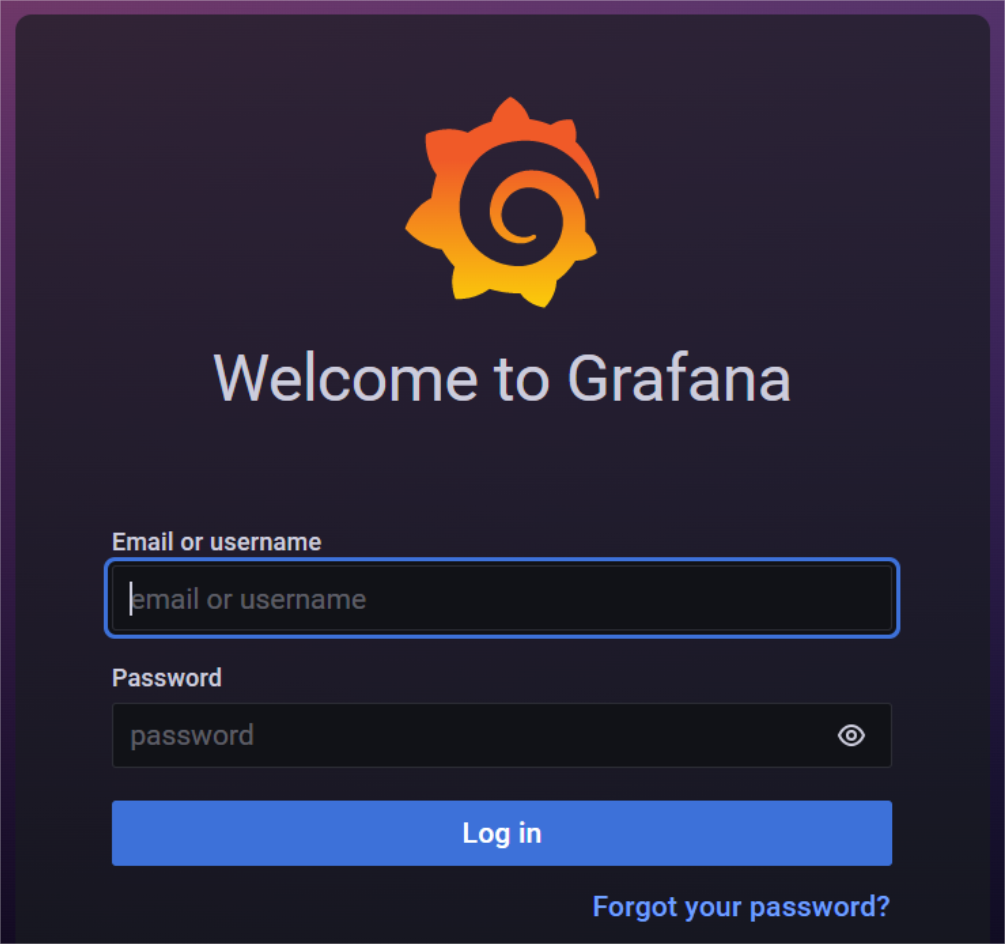 Welcome to Grafana
Email or username
email or username
Password
password
Log in
Forgot your password?